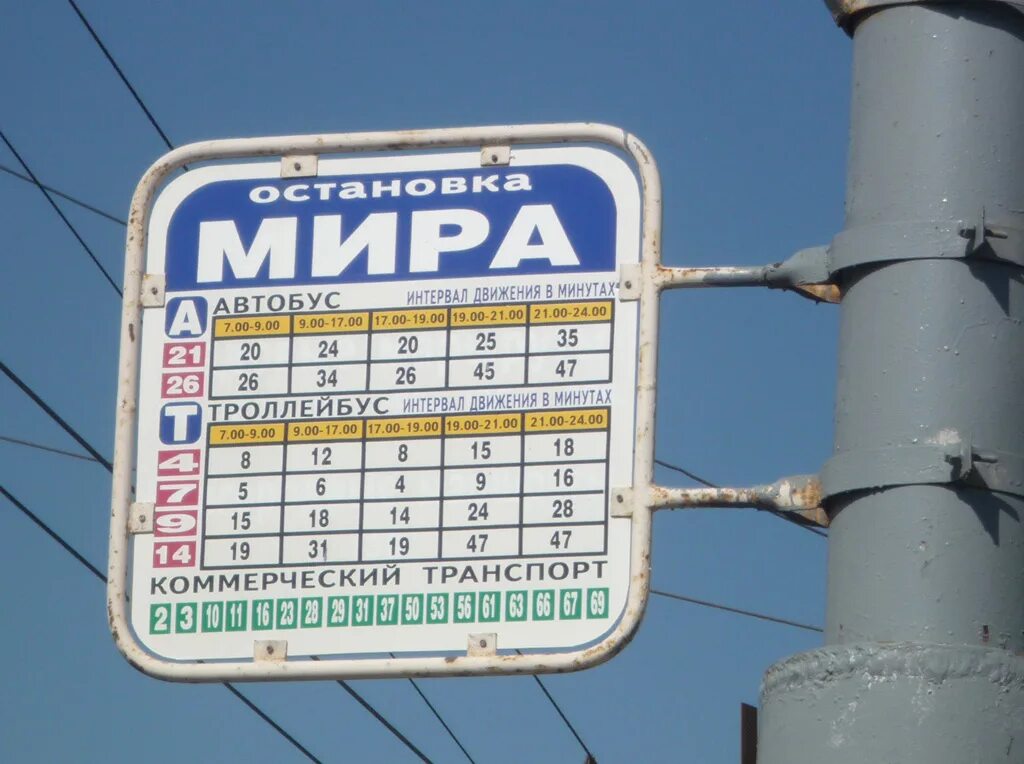 ОСТАНОВКА
МИРА
А АВТОБУС ИНТЕРВАЛ ДВИЖЕНИЯ В МИНУТАХ
7.00-9.00 9.00-17.00 17.00-19.00 19.00-21.00 21.00-24.00
21 20 24 20 25 35
26 26 34 26 45 47
Т ТРОЛЛЕЙБУС ИНТЕРВАЛ ДВИЖЕНИЯ В МИНУТАХ
7.00-9.00 9.00-17.00 17.00-19.00 19.00-21.00 21.00-24.00
4 8 12 8 15 18
7 5 6 4 9 16
9 15 18 14 24 28
14 19 31 19 47 47
КОММЕРЧЕСКИЙ ТРАНСПОРТ
2 3 10 11 16 23 28 29 31 37 50 53 56 61 63 66 67 69